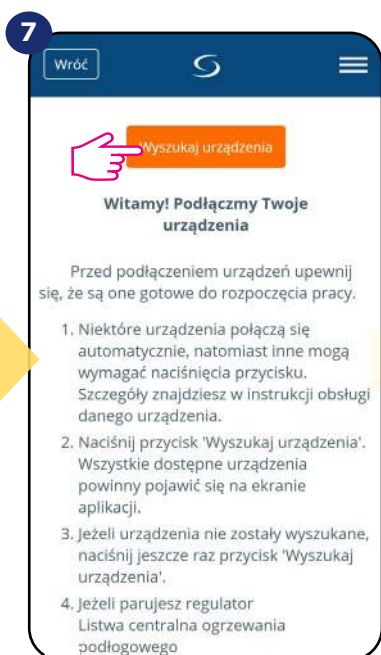 7
Wróć
Wyszukaj urządzenia
Witamy! Podłączmy Twoje
urządzenia
Przed podłączeniem urządzeń upewnij
się, że są one gotowe do rozpoczęcia pracy.
1. Niektóre urządzenia połączą się
automatycznie, natomiast inne mogą
wymagać naciśnięcia przycisku.
Szczegóły znajdziesz w instrukcji obsługi
danego urządzenia.
2. Naciśnij przycisk 'Wyszukaj urządzenia'.
Wszystkie dostępne urządzenia
powinny pojawić się na ekranie
aplikacji.
3. Jeżeli urządzenia nie zostały wyszukane,
naciśnij jeszcze raz przycisk 'Wyszukaj
urządzenia'.
4. Jeżeli parujesz regulator
Listwa centralna ogrzewania
podłogowego